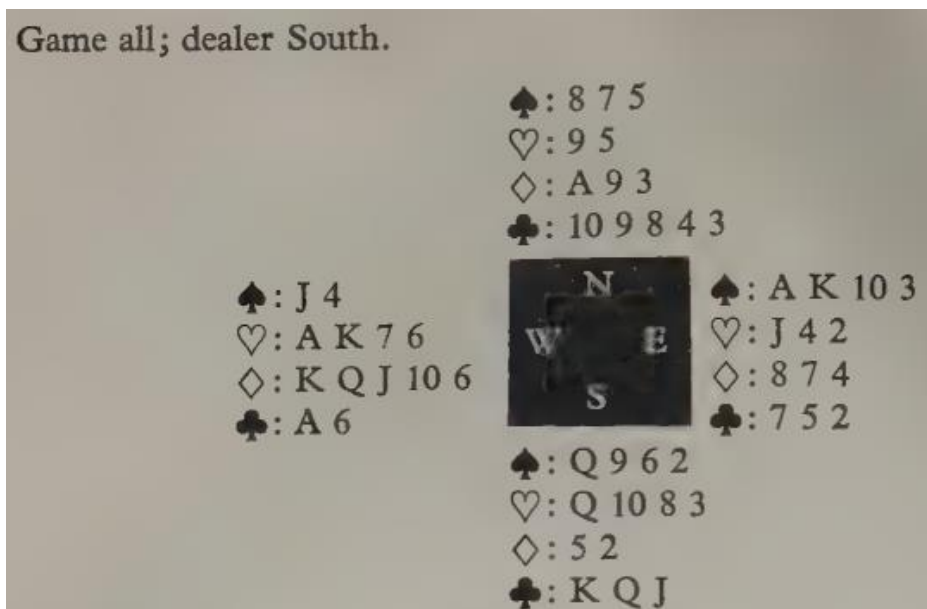 Game all; dealer South.
♠: 8 7 5
♡: 9 5
♢: A 9 3
♣: 10 9 8 4 3
♠: J 4
♡: A K 7 6
♢: K Q J 10 6
♣: A 6
N
W E
S
♠: A K 10 3
♡: J 4 2
♢: 8 7 4
♣: 7 5 2
♠: Q 9 6 2
♡: Q 10 8 3
♢: 5 2
♣: K Q J